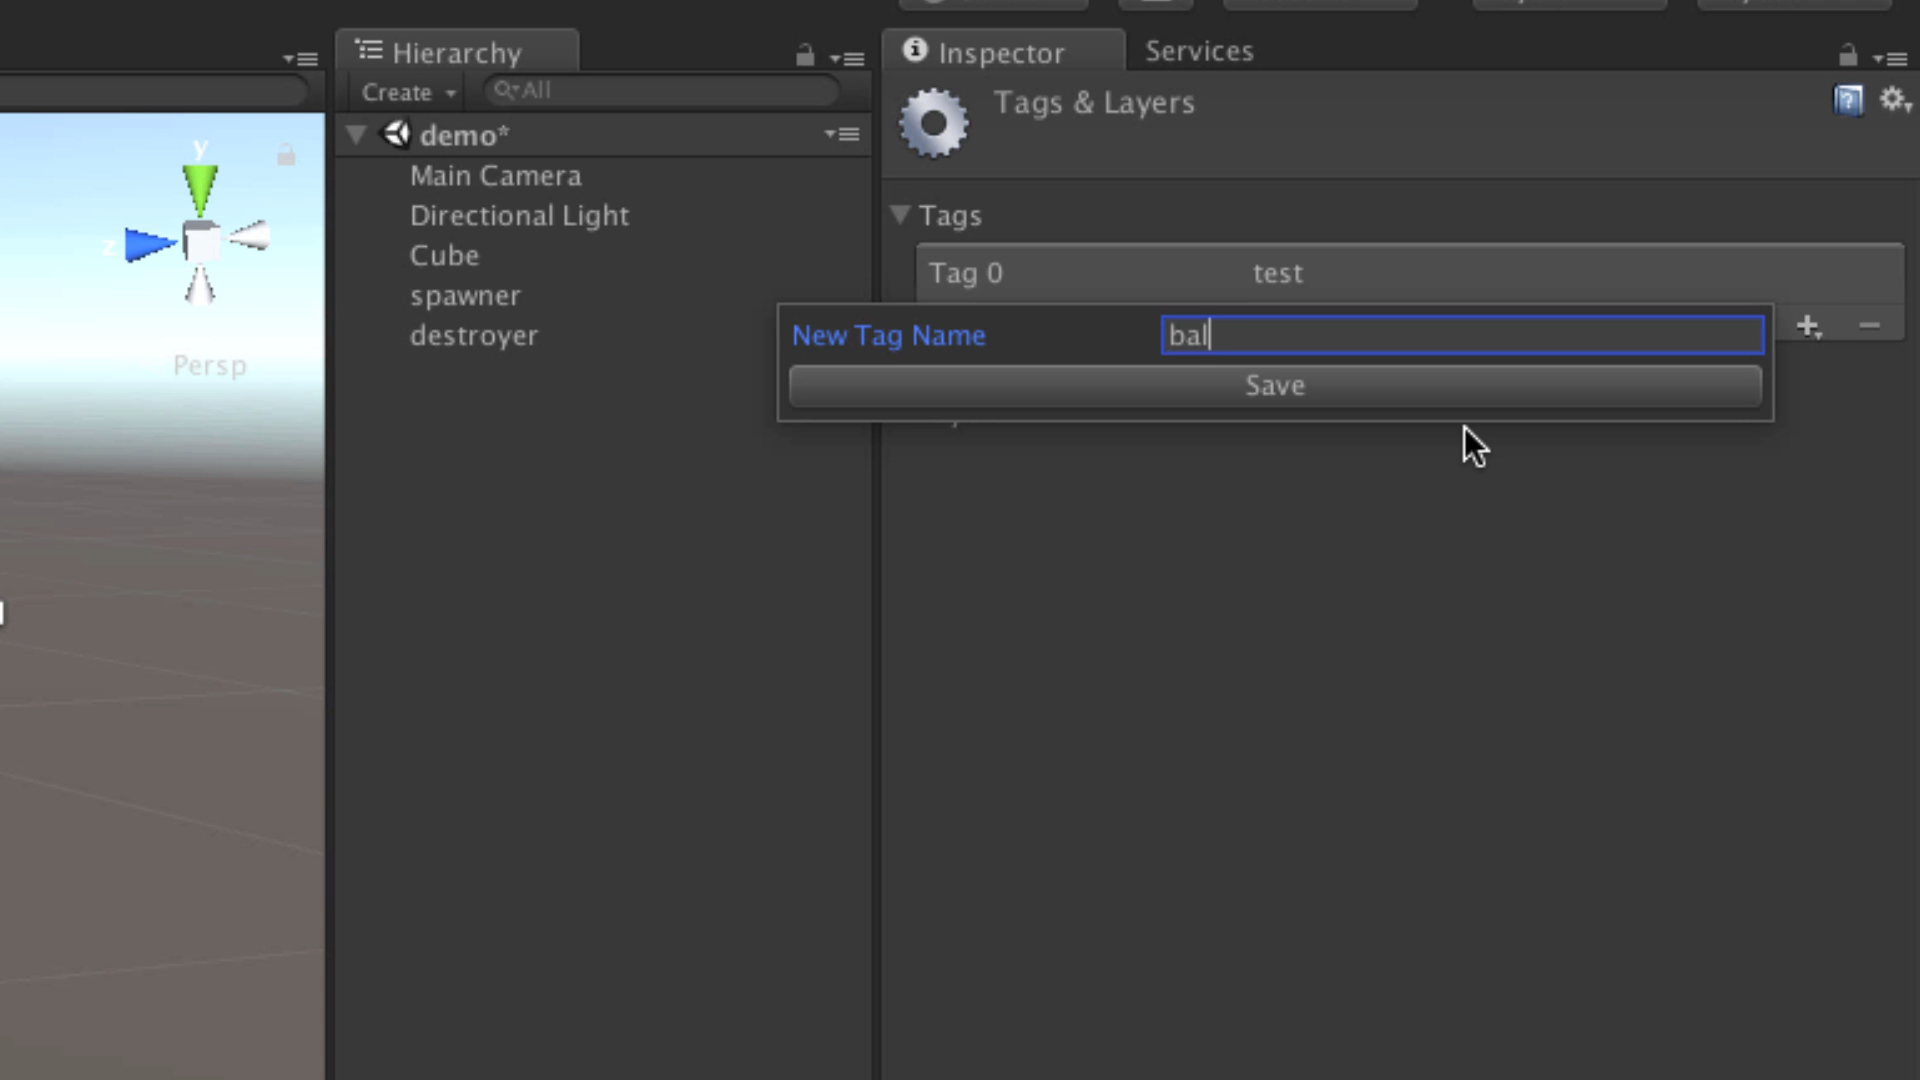 Hierarchy
Inspector
Services
Create
All
Tags & Layers
y
demo*
z
Main Camera
Directional Light
Cube
spawner
destroyer
Persp
Tags
Tag 0 test
New Tag Name bal
Save